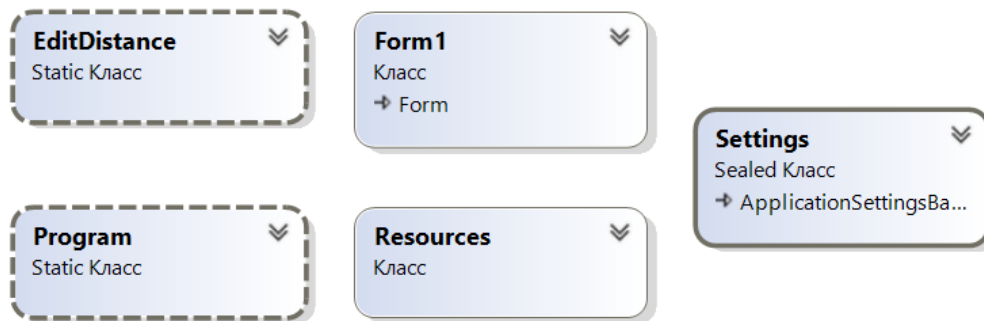 EditDistance
Static Класс
Form1
Класс
Form
Settings
Sealed Класс
ApplicationSettingsBa...
Program
Static Класс
Resources
Класс